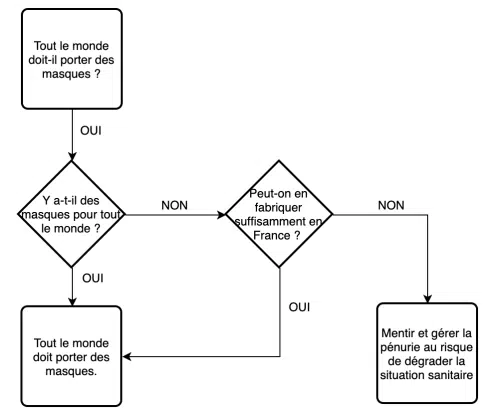 Tout le monde
doit-il porter des
masques ?
OUI
Y a-t-il des
masques pour tout
le monde ?
NON
Peut-on en
fabriquer
suffisamment en
France ?
NON
OUI
OUI
Tout le monde
doit porter des
masques.
Mentir et gérer la
pénurie au risque
de dégrader la
situation sanitaire